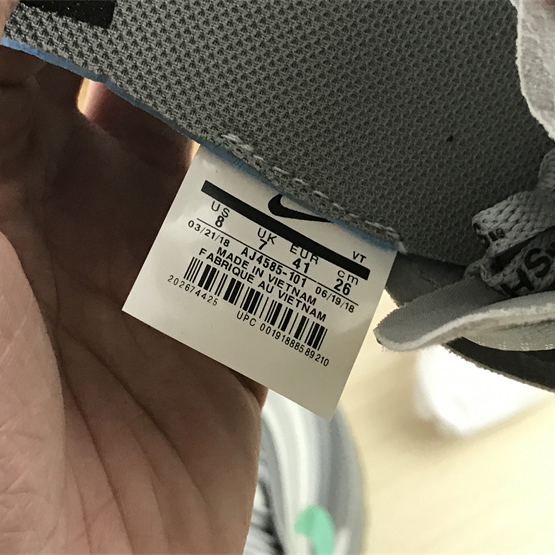 US UK EUR cm VT
8 7 41 26
03/21/18 AJ4585-101 06/19/18
MADE IN VIETNAM
FABRIQUE AU VIETNAM
202674425 UPC 00191888589210
SH